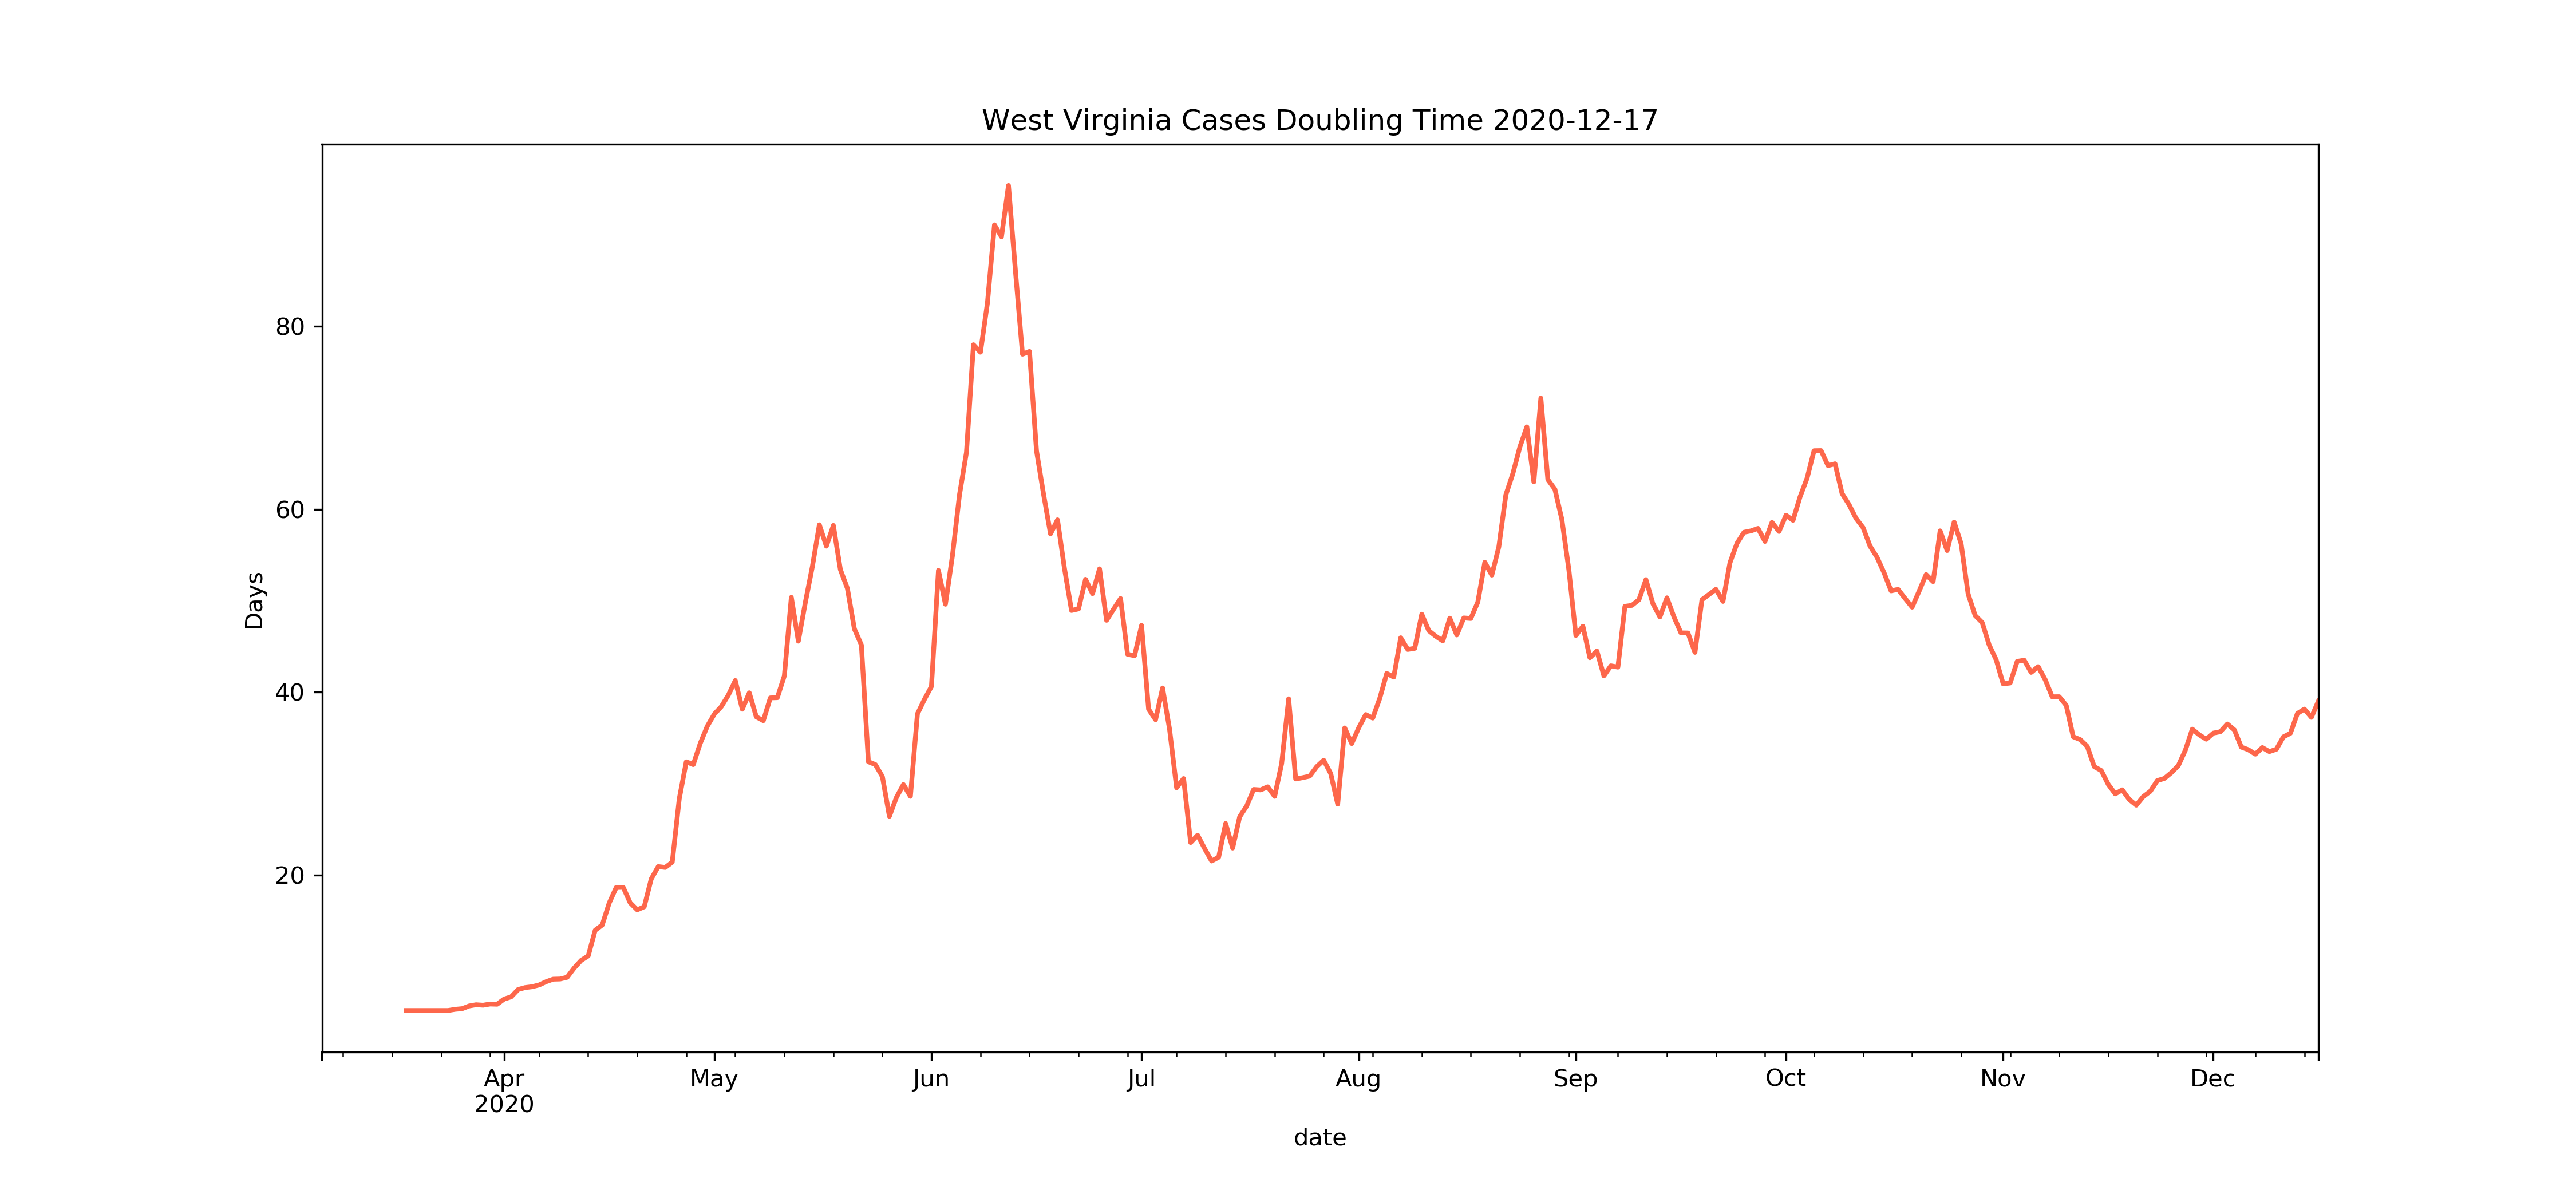 West Virginia Cases Doubling Time 2020-12-17
Days
80
60
40
20
Apr May Jun Jul Aug Sep Oct Nov Dec
2020
date